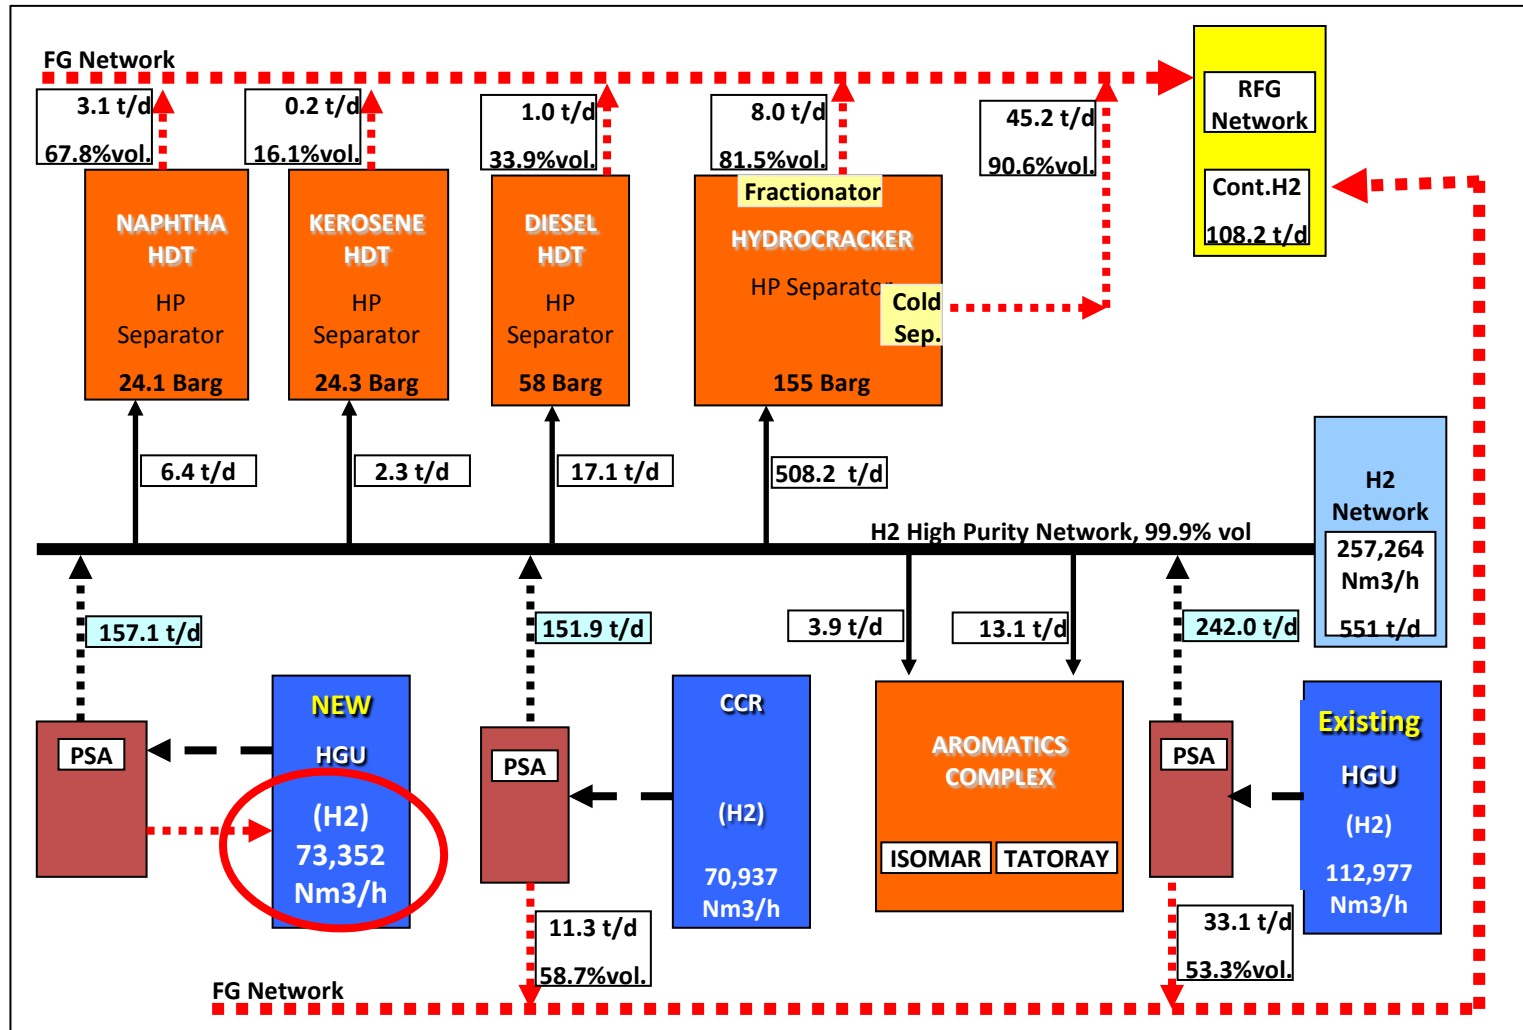 FG Network
3.1 t/d
67.8%vol.
0.2 t/d
16.1%vol.
1.0 t/d
33.9%vol.
8.0 t/d
81.5%vol.
45.2 t/d
90.6%vol.
RFG
Network
Cont.H2
108.2 t/d
NAPHTHA
HDT
HP
Separator
24.1 Barg
KEROSENE
HDT
HP
Separator
24.3 Barg
DIESEL
HDT
HP
Separator
58 Barg
Fractionator
HYDROCRACKER
HP Separator
Cold
Sep.
155 Barg
6.4 t/d
2.3 t/d
17.1 t/d
508.2 t/d
H2 High Purity Network, 99.9% vol
H2
Network
257,264
Nm3/h
551 t/d
157.1 t/d
151.9 t/d
3.9 t/d
13.1 t/d
242.0 t/d
PSA
NEW
HGU
(H2)
73,352
Nm3/h
PSA
CCR
(H2)
70,937
Nm3/h
AROMATICS
COMPLEX
ISOMAR
TATORAY
PSA
Existing
HGU
(H2)
112,977
Nm3/h
11.3 t/d
58.7%vol.
33.1 t/d
53.3%vol.
FG Network